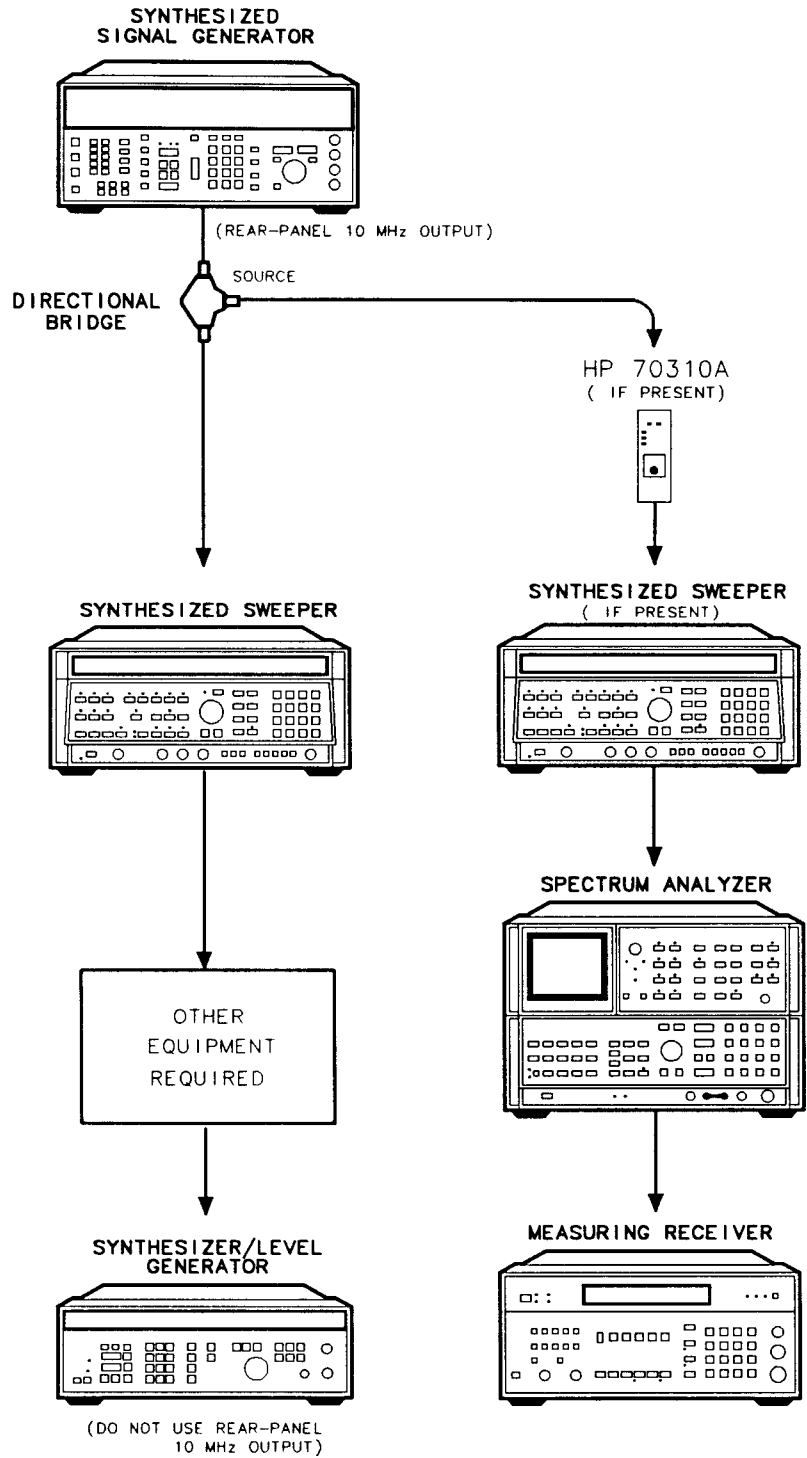 SYNTHESIZED
SIGNAL GENERATOR
(REAR-PANEL 10 MHz OUTPUT)
SOURCE
DIRECTIONAL
BRIDGE
HP 70310A
( IF PRESENT)
SYNTHESIZED SWEEPER
SYNTHESIZED SWEEPER
( IF PRESENT)
SPECTRUM ANALYZER
OTHER
EQUIPMENT
REQUIRED
SYNTHESIZER/LEVEL
GENERATOR
MEASURING RECEIVER
(DO NOT USE REAR-PANEL
10 MHz OUTPUT)